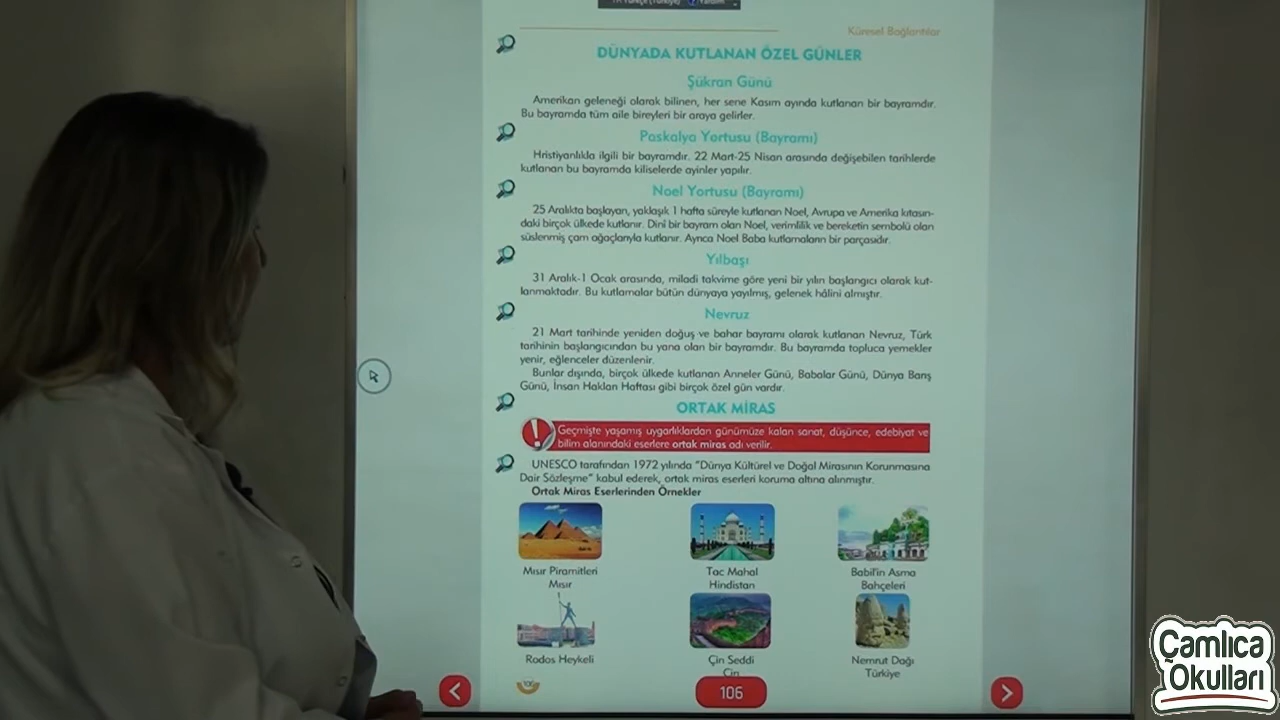 Türkçe (Türkiye) Yardım
Küresel Bağlantılar
DÜNYADA KUTLANAN ÖZEL GÜNLER
Şükran Günü
Amerikan geleneği olarak bilinen, her sene Kasım ayında kutlanan bir bayramdır.
Bu bayramda tüm aile bireyleri bir araya gelirler.
Paskalya Yortusu (Bayramı)
Hristiyanlıkla ilgili bir bayramdır. 22 Mart-25 Nisan arasında değişebilen tarihlerde
kutlanan bu bayramda kiliselerde ayinler yapılır.
Noel Yortusu (Bayramı)
25 Aralıkta başlayan, yaklaşık 1 hafta süreyle kutlanan Noel, Avrupa ve Amerika kıtasın-
daki birçok ülkede kutlanır. Dinî bir bayram olan Noel, verimlilik ve bereketin sembolü olan
süslenmiş çam ağaçlarıyla kutlanır. Ayrıca Noel Baba kutlamaların bir parçasıdır.
Yılbaşı
31 Aralık-1 Ocak arasında, miladi takvime göre yeni bir yılın başlangıcı olarak kut-
lanmaktadır. Bu kutlamalar bütün dünyaya yayılmış, gelenek hâlini almıştır.
Nevruz
21 Mart tarihinde yeniden doğuş ve bahar bayramı olarak kutlanan Nevruz, Türk
tarihinin başlangıcından bu yana olan bir bayramdır. Bu bayramda topluca yemekler
yenir, eğlenceler düzenlenir.
Bunlar dışında, birçok ülkede kutlanan Anneler Günü, Babalar Günü, Dünya Barış
Günü, İnsan Hakları Haftası gibi birçok özel gün vardır.
ORTAK MİRAS
Geçmişte yaşamış uygarlıklardan günümüze kalan sanat, düşünce, edebiyat ve
bilim alanındaki eserlere ortak miras adı verilir.
UNESCO tarafından 1972 yılında "Dünya Kültürel ve Doğal Mirasının Korunmasına
Dair Sözleşme" kabul ederek, ortak miras eserleri koruma altına alınmıştır.
Ortak Miras Eserlerinden Örnekler
Mısır Piramitleri
Mısır
Tac Mahal
Hindistan
Babil'in Asma
Bahçeleri
Rodos Heykeli
Çin Seddi
Çin
Nemrut Dağı
Türkiye
106
106
Çamlıca
Okulları